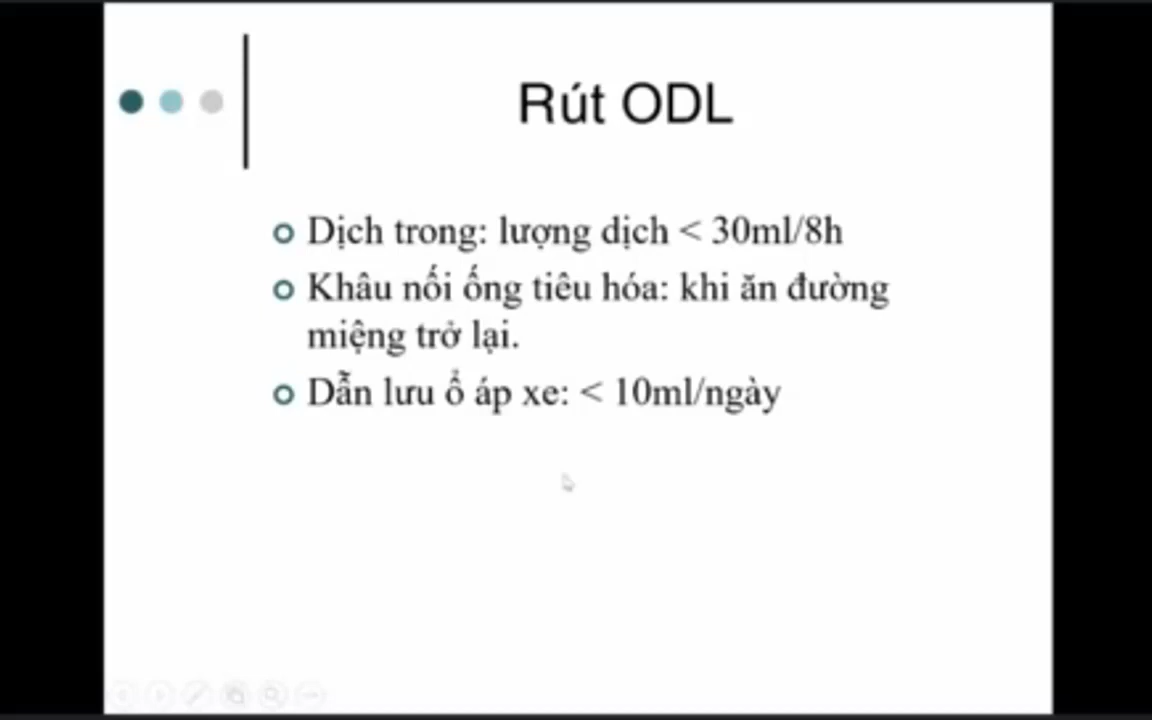 Rút ODL
Dịch trong: lượng dịch < 30ml/8h
Khâu nối ống tiêu hóa: khi ăn đường
miệng trở lại.
Dẫn lưu ổ áp xe: < 10ml/ngày